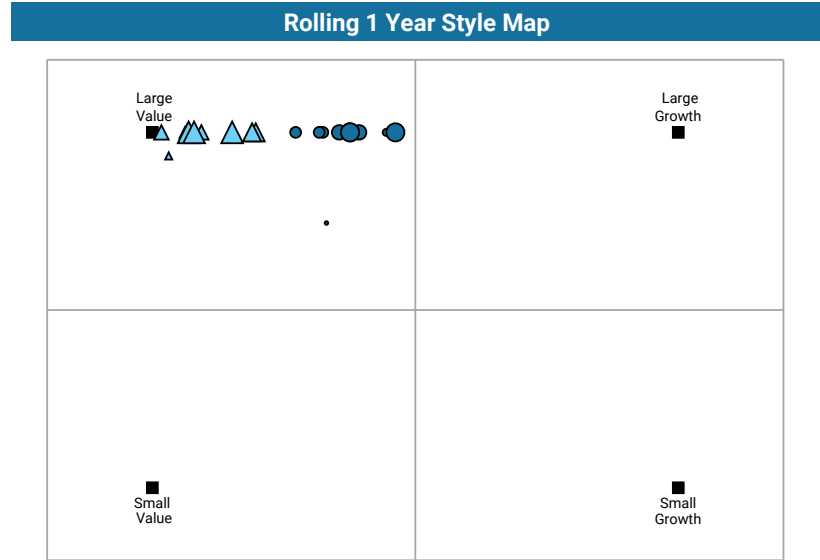 Rolling 1 Year Style Map
Large
Value
Large
Growth
Small
Value
Small
Growth